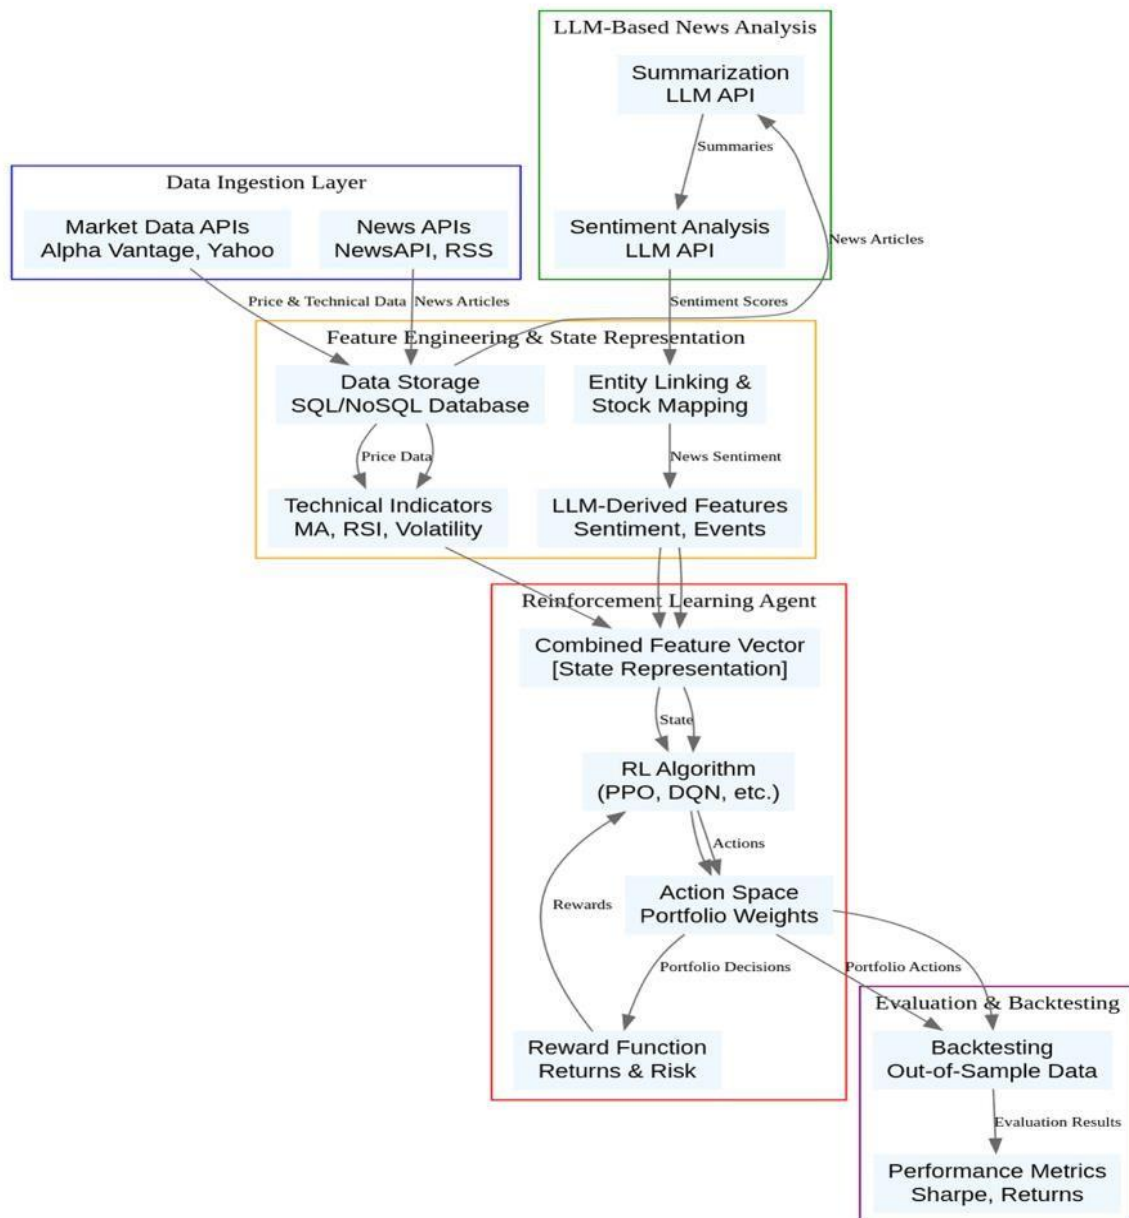 LLM-Based News Analysis
Summarization
LLM API
Summaries
Data Ingestion Layer
Market Data APIs
Alpha Vantage, Yahoo
News APIs
NewsAPI, RSS
Sentiment Analysis
LLM API
News Articles
Price & Technical Data
News Articles
Sentiment Scores
Feature Engineering & State Representation
Data Storage
SQL/NoSQL Database
Entity Linking &
Stock Mapping
Price Data
News Sentiment
Technical Indicators
MA, RSI, Volatility
LLM-Derived Features
Sentiment, Events
Reinforcement Learning Agent
Combined Feature Vector
[State Representation]
State
RL Algorithm
(PPO, DQN, etc.)
Actions
Rewards
Action Space
Portfolio Weights
Portfolio Decisions
Portfolio Actions
Evaluation & Backtesting
Reward Function
Returns & Risk
Backtesting
Out-of-Sample Data
Evaluation Results
Performance Metrics
Sharpe, Returns